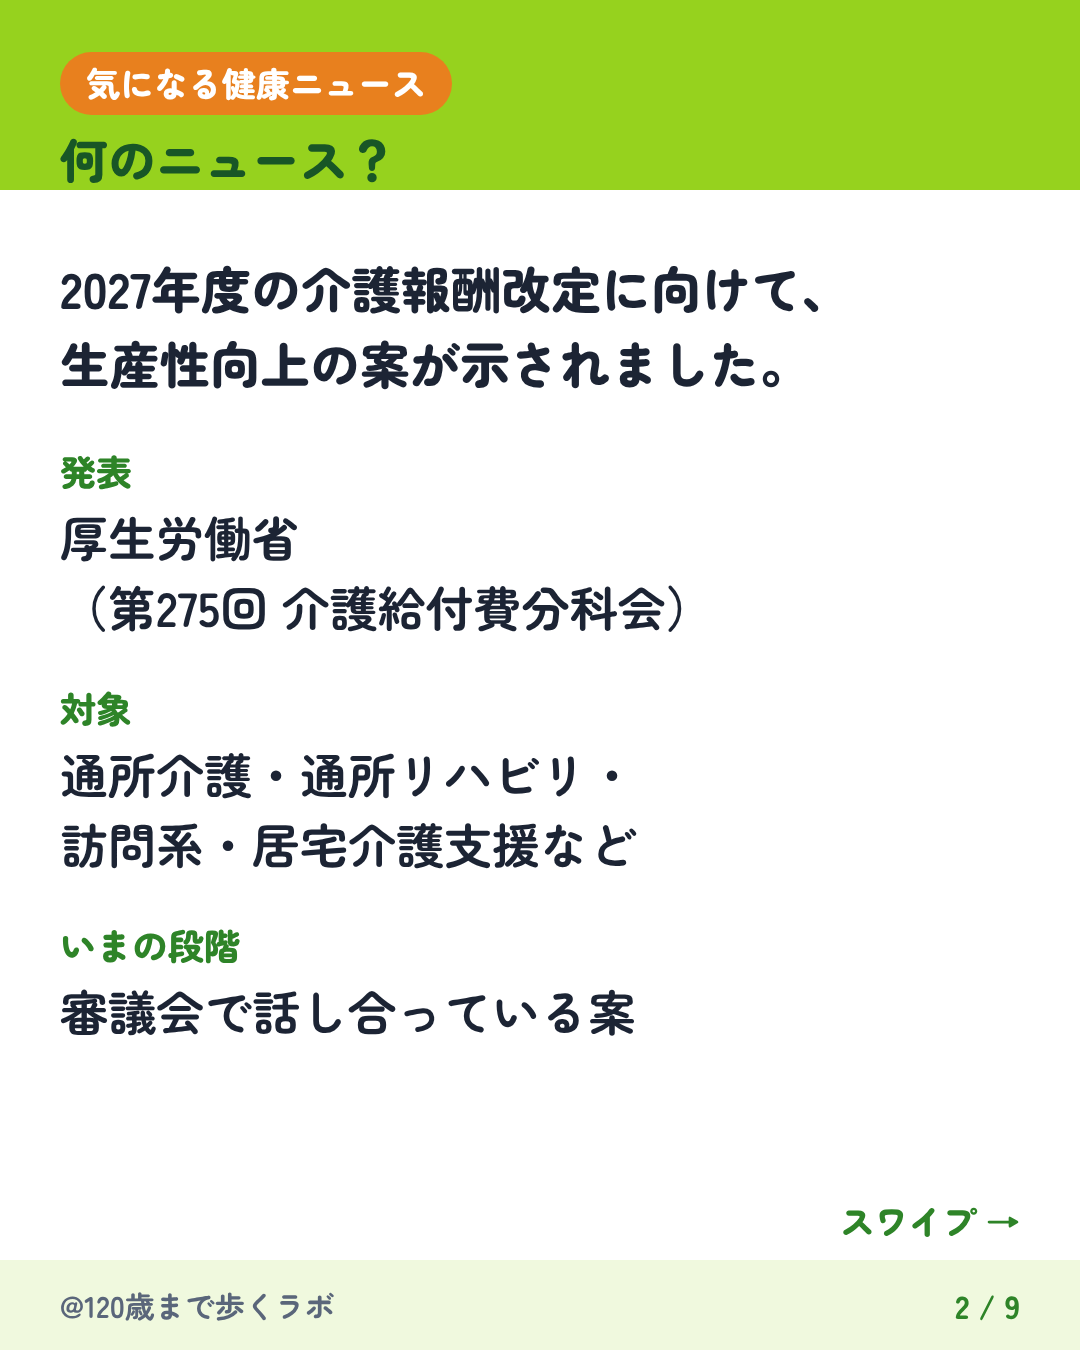 気になる健康ニュース
何のニュース？
2027年度の介護報酬改定に向けて、
生産性向上の案が示されました。
発表
厚生労働省
（第275回 介護給付費分科会）
対象
通所介護・通所リハビリ・
訪問系・居宅介護支援など
いまの段階
審議会で話し合っている案
スワイプ →
@120歳まで歩くラボ
2 / 9